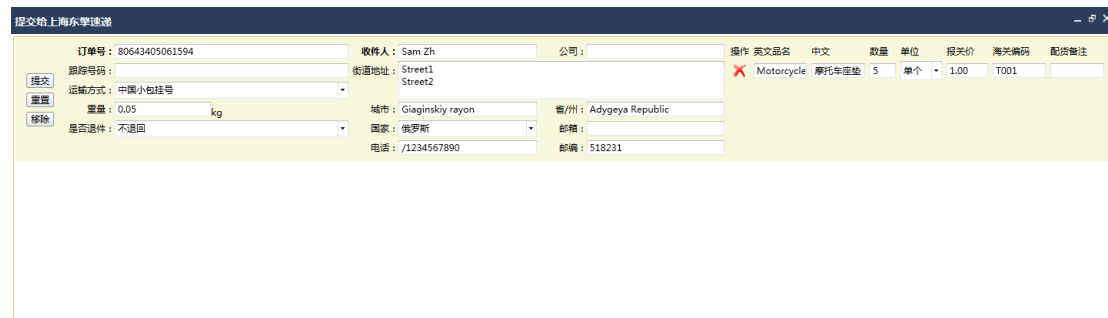 提交给上海东擎速递
订单号： 80643405061594 收件人： Sam Zh 公司： 操作 英文品名 中文 数量 单位 报关价 海关编码 配货备注
跟踪号码： 街道地址： Street1
Street2
Motorcycle 摩托车座垫 5 单个 1.00 T001
提交
运输方式： 中国小包挂号
重置
重量： 0.05 kg 城市： Giaginskiy rayon 省/州： Adygeya Republic
移除
是否退件： 不退回 国家： 俄罗斯 邮箱：
电话： /1234567890 邮编： 518231